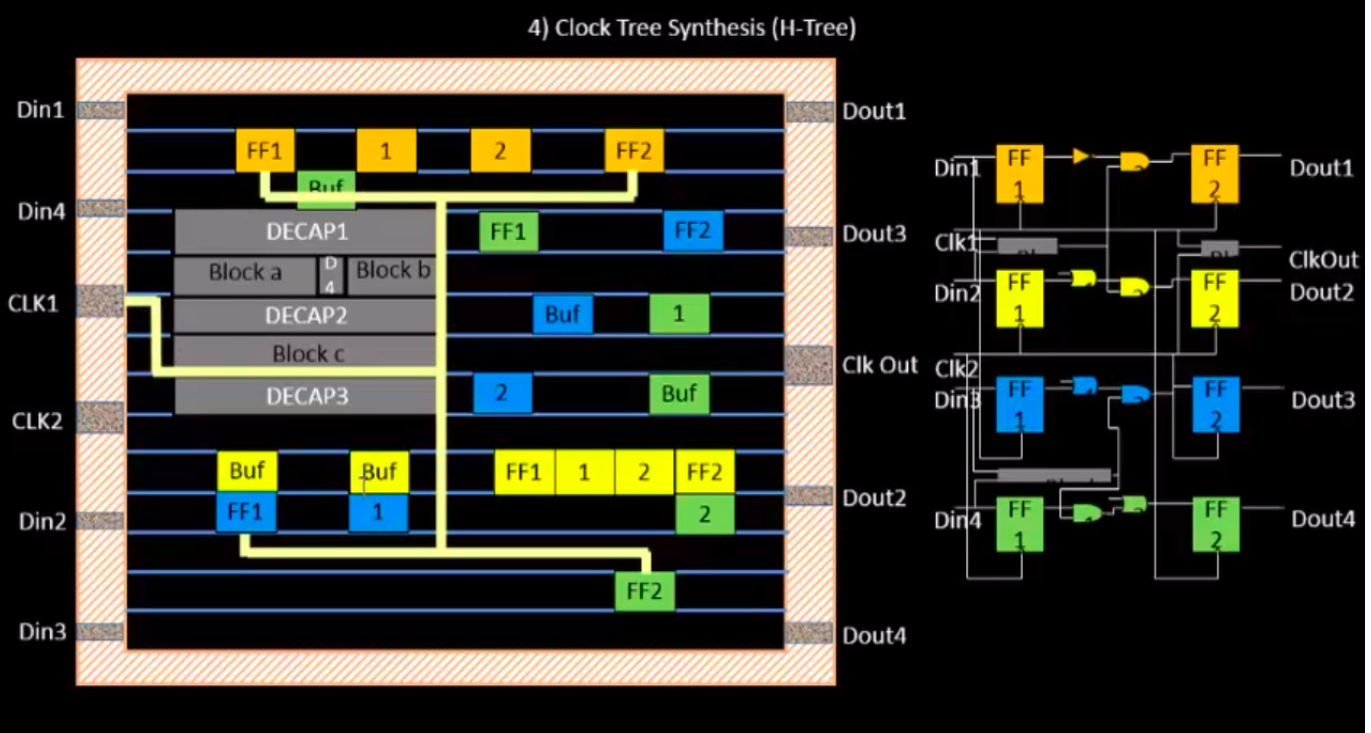 4) Clock Tree Synthesis (H-Tree)
Din1
Dout1
FF1 1 2 FF2
Buf
Din4
DECAP1 FF1 FF2
Dout3
Block a D4 Block b
CLK1
DECAP2 Buf 1
Block c
Clk Out
DECAP3 2 Buf
CLK2
Buf Buf FF1 1 2 FF2
Dout2
FF1 1 2
Din2
FF2
Din3
Dout4
Din1 FF 1 FF 2 Dout1
Clk1 ClkOut
Din2 FF 1 FF 2 Dout2
Clk2
Din3 FF 1 FF 2 Dout3
Din4 FF 1 FF 2 Dout4